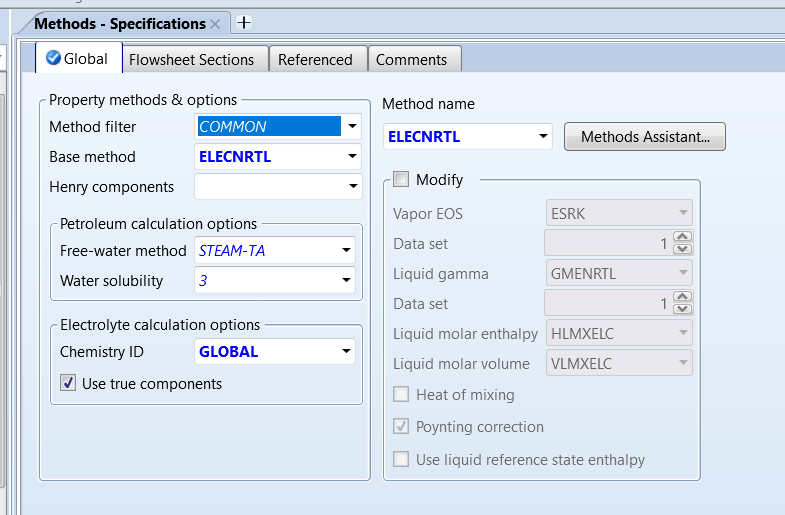 Methods - Specifications × +
Global Flowsheet Sections Referenced Comments
Property methods & options
Method filter COMMON
Base method ELECNRTL
Henry components
Petroleum calculation options
Free-water method STEAM-TA
Water solubility 3
Electrolyte calculation options
Chemistry ID GLOBAL
Use true components
Method name
ELECNRTL Methods Assistant...
Modify
Vapor EOS ESRK
Data set 1
Liquid gamma GMENRTL
Data set 1
Liquid molar enthalpy HLMXELC
Liquid molar volume VLMXELC
Heat of mixing
Poynting correction
Use liquid reference state enthalpy